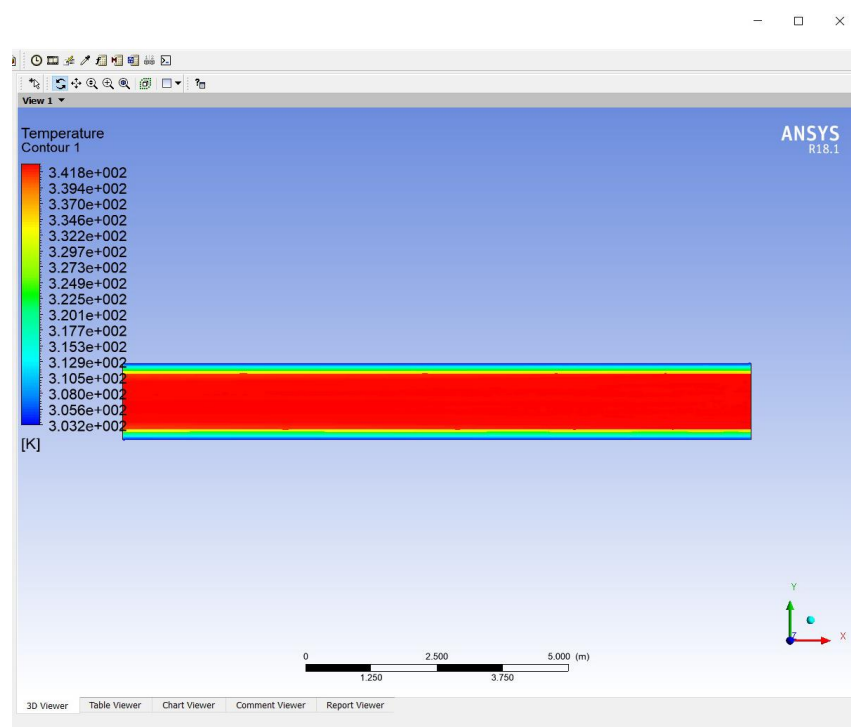 View 1
Temperature
Contour 1
ANSYS
R18.1
3.418e+002
3.394e+002
3.370e+002
3.346e+002
3.322e+002
3.297e+002
3.273e+002
3.249e+002
3.225e+002
3.201e+002
3.177e+002
3.153e+002
3.129e+002
3.105e+002
3.080e+002
3.056e+002
3.032e+002
[K]
Y
Z X
0 2.500 5.000 (m)
1.250 3.750
3D Viewer Table Viewer Chart Viewer Comment Viewer Report Viewer